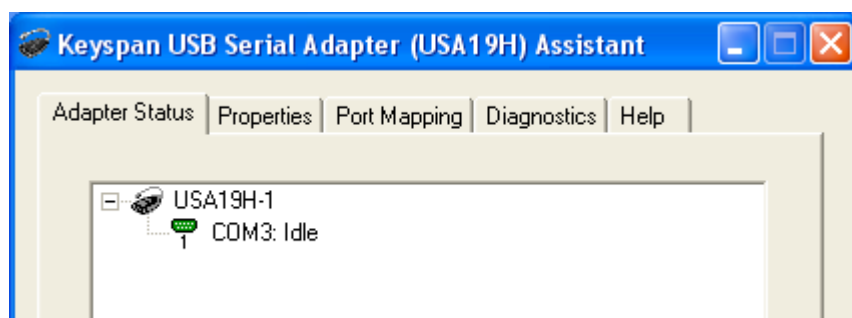 Keyspan USB Serial Adapter (USA19H) Assistant
Adapter Status Properties Port Mapping Diagnostics Help
USA19H-1
COM3: Idle
1